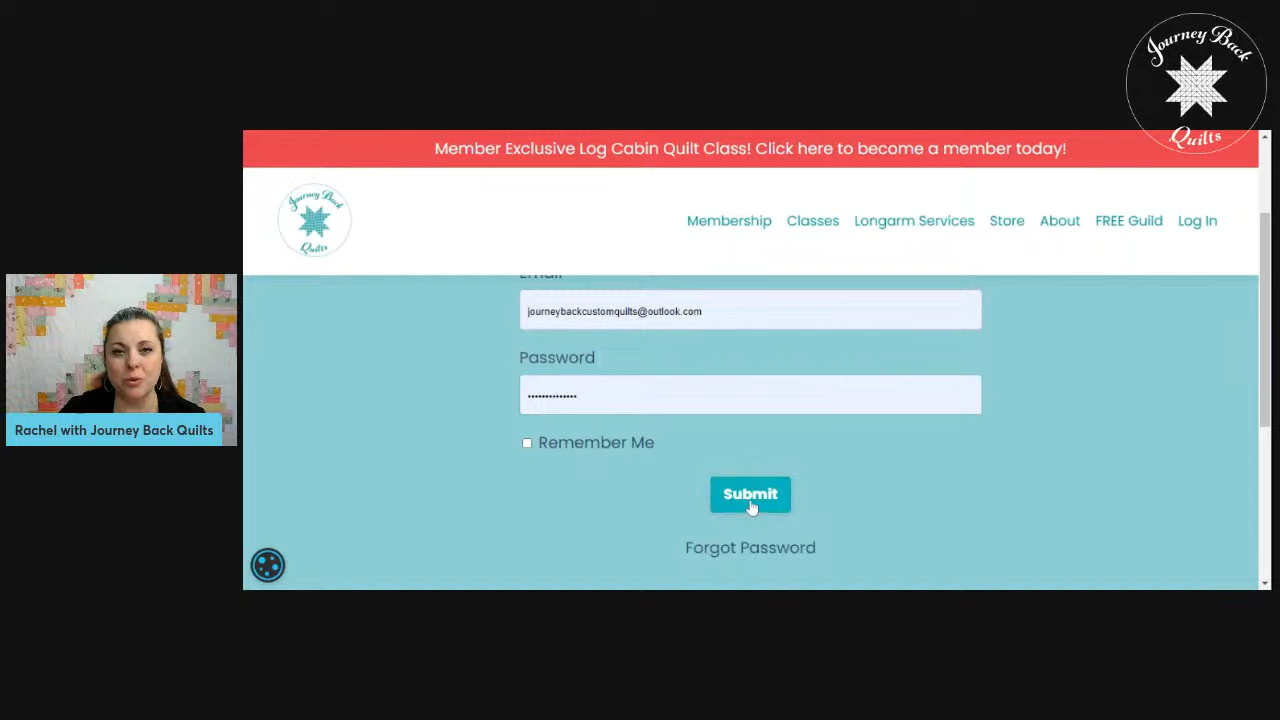 Journey Back
Quilts
Member Exclusive Log Cabin Quilt Class! Click here to become a member today!
Journey Back
Quilts
Membership Classes Longarm Services Store About FREE Guild Log In
Email
journeybackcustomquilts@outlook.com
Password
••••••••••••••
Remember Me
Submit
Forgot Password
Rachel with Journey Back Quilts